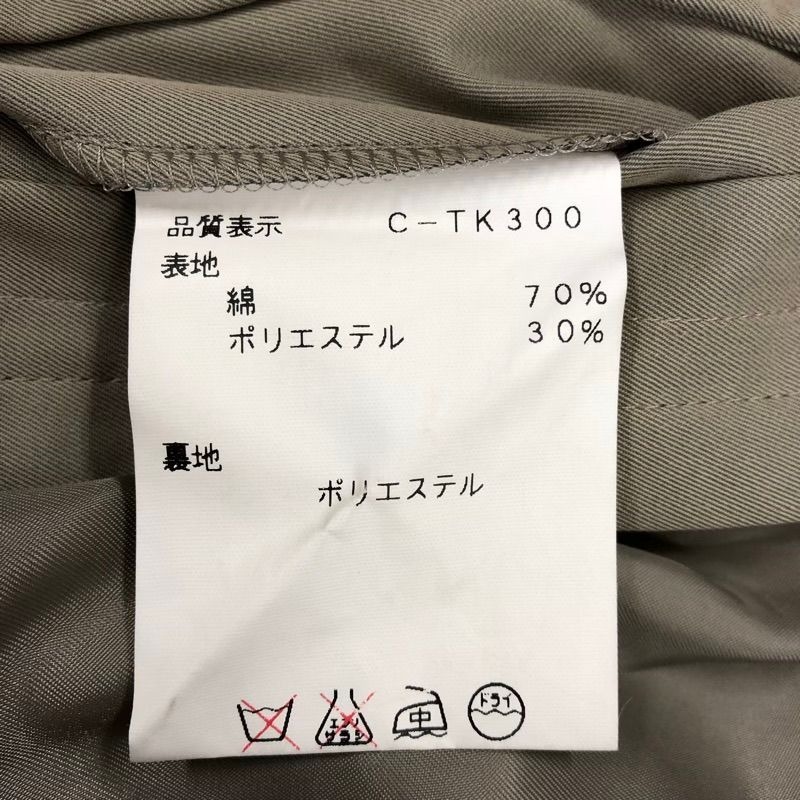 品質表示 C-TK300
表地
綿 70%
ポリエステル 30%
裏地
ポリエステル
エンソ
サラシ
中
ドライ